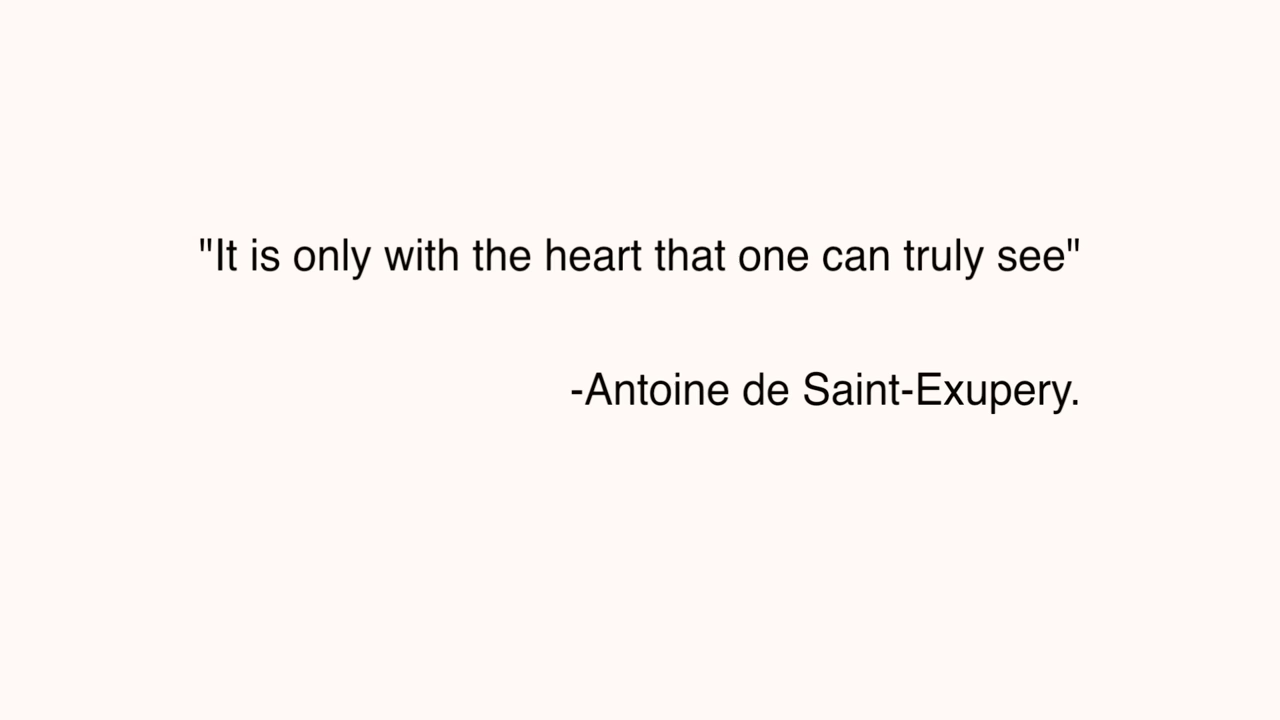 "It is only with the heart that one can truly see"
-Antoine de Saint-Exupery.